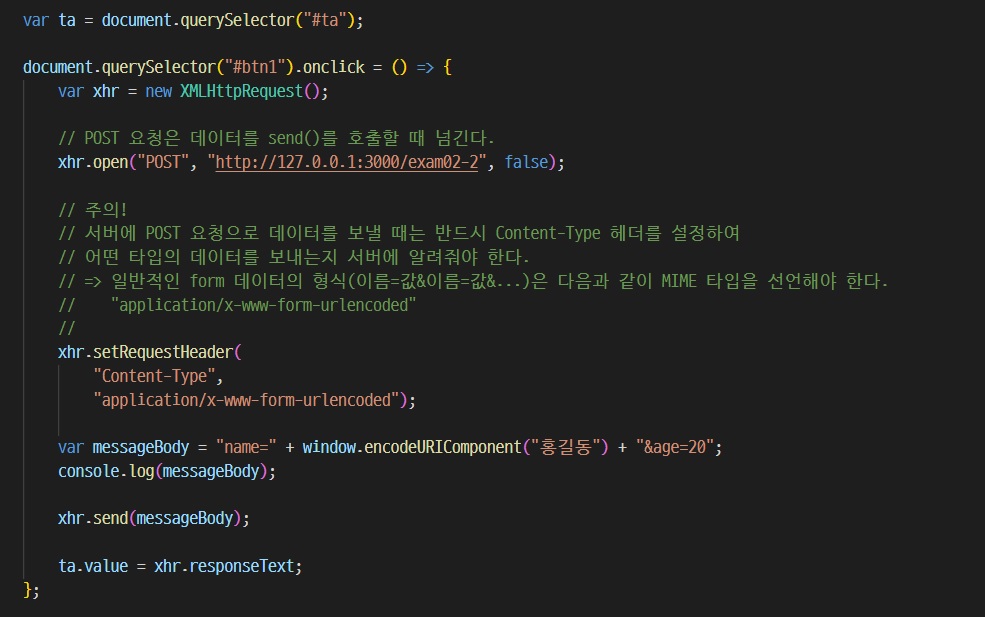 var ta = document.querySelector("#ta");
document.querySelector("#btn1").onclick = () => {
var xhr = new XMLHttpRequest();
// POST 요청은 데이터를 send()를 호출할 때 넘긴다.
xhr.open("POST", "http://127.0.0.1:3000/exam02-2", false);
// 주의!
// 서버에 POST 요청으로 데이터를 보낼 때는 반드시 Content-Type 헤더를 설정하여
// 어떤 타입의 데이터를 보내는지 서버에 알려줘야 한다.
// => 일반적인 form 데이터의 형식(이름=값&이름=값&...)은 다음과 같이 MIME 타입을 선언해야 한다.
// "application/x-www-form-urlencoded"
//
xhr.setRequestHeader(
"Content-Type",
"application/x-www-form-urlencoded");
var messageBody = "name=" + window.encodeURIComponent("홍길동") + "&age=20";
console.log(messageBody);
xhr.send(messageBody);
ta.value = xhr.responseText;
};